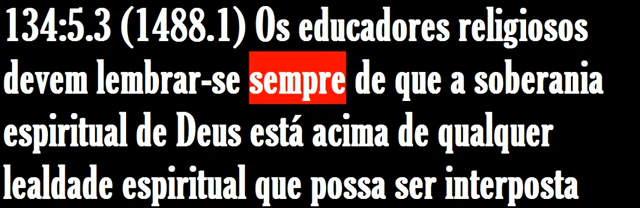 134:5.3 (1488.1) Os educadores religiosos
devem lembrar-se sempre de que a soberania
espiritual de Deus está acima de qualquer
lealdade espiritual que possa ser interposta